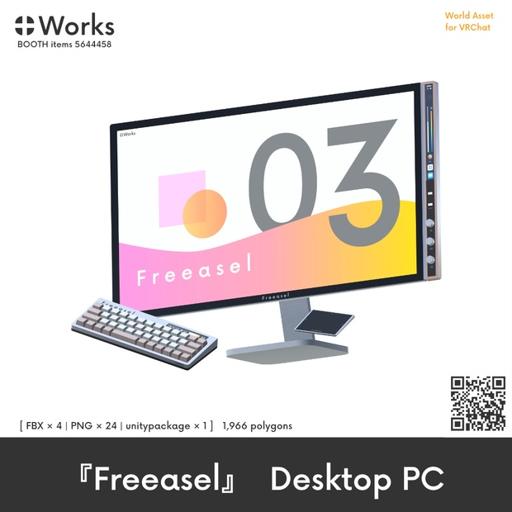 Works
BOOTH items 5644458
World Asset
for VRChat
Works
03
Freeasel
Freeasel
[ FBX × 4 | PNG × 24 | unitypackage × 1 ] 1,966 polygons
『Freeasel』 Desktop PC